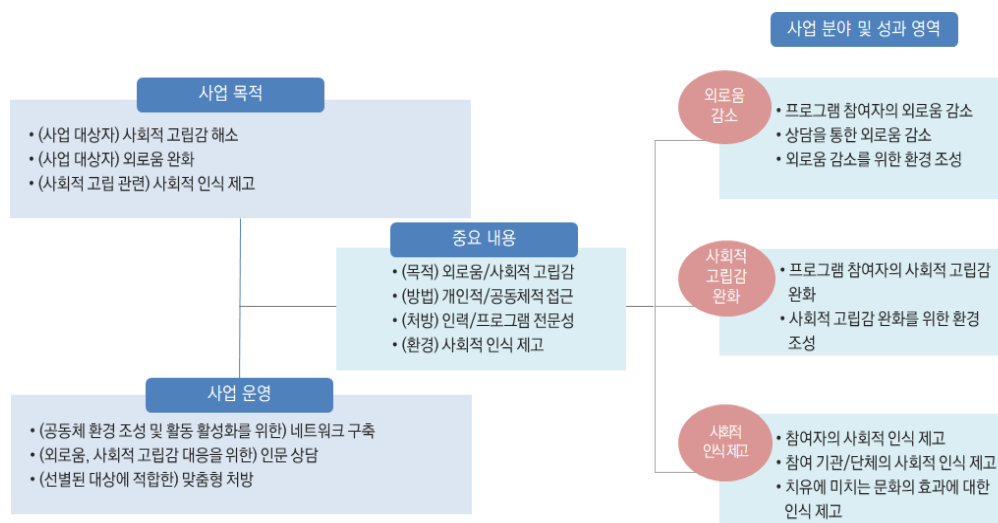 사업 분야 및 성과 영역
사업 목적
• (사업 대상자) 사회적 고립감 해소
• (사업 대상자) 외로움 완화
• (사회적 고립 관련) 사회적 인식 제고
중요 내용
• (목적) 외로움/사회적 고립감
• (방법) 개인적/공동체적 접근
• (처방) 인력/프로그램 전문성
• (환경) 사회적 인식 제고
사업 운영
• (공동체 환경 조성 및 활동 활성화를 위한) 네트워크 구축
• (외로움, 사회적 고립감 대응을 위한) 인문 상담
• (선별된 대상에 적합한) 맞춤형 처방
외로움
감소
• 프로그램 참여자의 외로움 감소
• 상담을 통한 외로움 감소
• 외로움 감소를 위한 환경 조성
사회적
고립감
완화
• 프로그램 참여자의 사회적 고립감
완화
• 사회적 고립감 완화를 위한 환경
조성
사회적
인식 제고
• 참여자의 사회적 인식 제고
• 참여 기관/단체의 사회적 인식 제고
• 치유에 미치는 문화의 효과에 대한
인식 제고